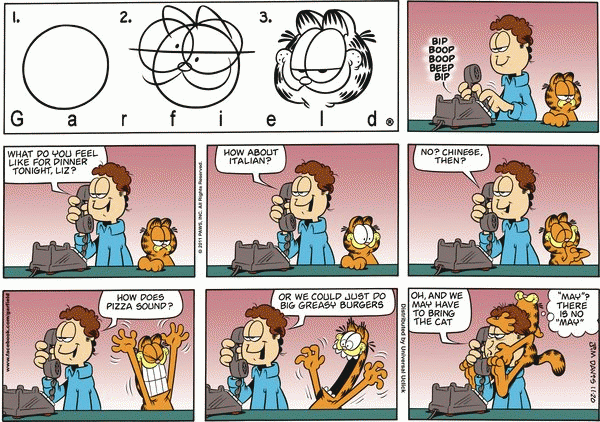 1.
2.
3.
Garfield®
BIP
BOOP
BOOP
BEEP
BIP
WHAT DO YOU FEEL
LIKE FOR DINNER
TONIGHT, LIZ?
© 2011 PAWS, INC. All Rights Reserved.
HOW ABOUT
ITALIAN?
NO? CHINESE,
THEN?
www.facebook.com/garfield
HOW DOES
PIZZA SOUND?
OR WE COULD JUST DO
BIG GREASY BURGERS
Distributed by Universal Uclick
OH, AND WE
MAY HAVE
TO BRING
THE CAT
"MAY"?
THERE
IS NO
"MAY"
JIM DAVIS 11-20